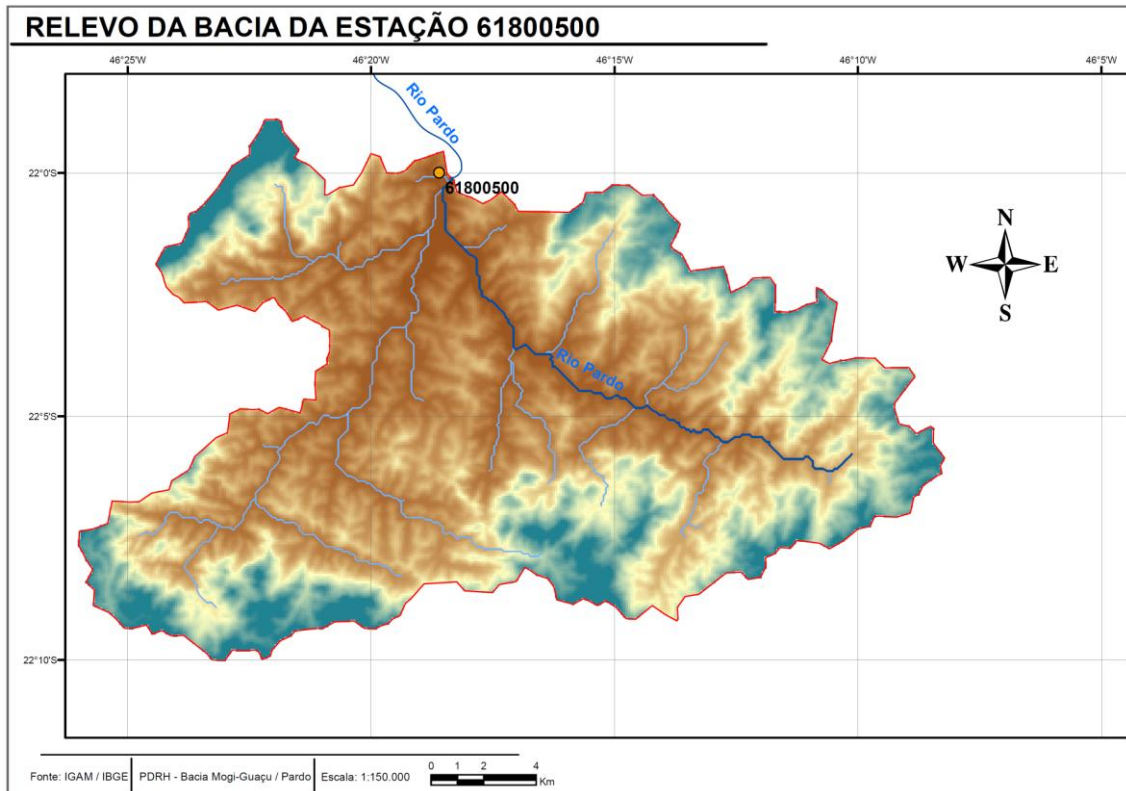 RELEVO DA BACIA DA ESTAÇÃO 61800500
46°25'W 46°20'W 46°15'W 46°10'W 46°5'W
Rio Pardo
22°0'S
61800500
N
W E
S
Rio Pardo
22°5'S
22°10'S
Fonte: IGAM / IBGE PDRH - Bacia Mogi-Guaçu / Pardo Escala: 1:150.000
0 1 2 4
Km